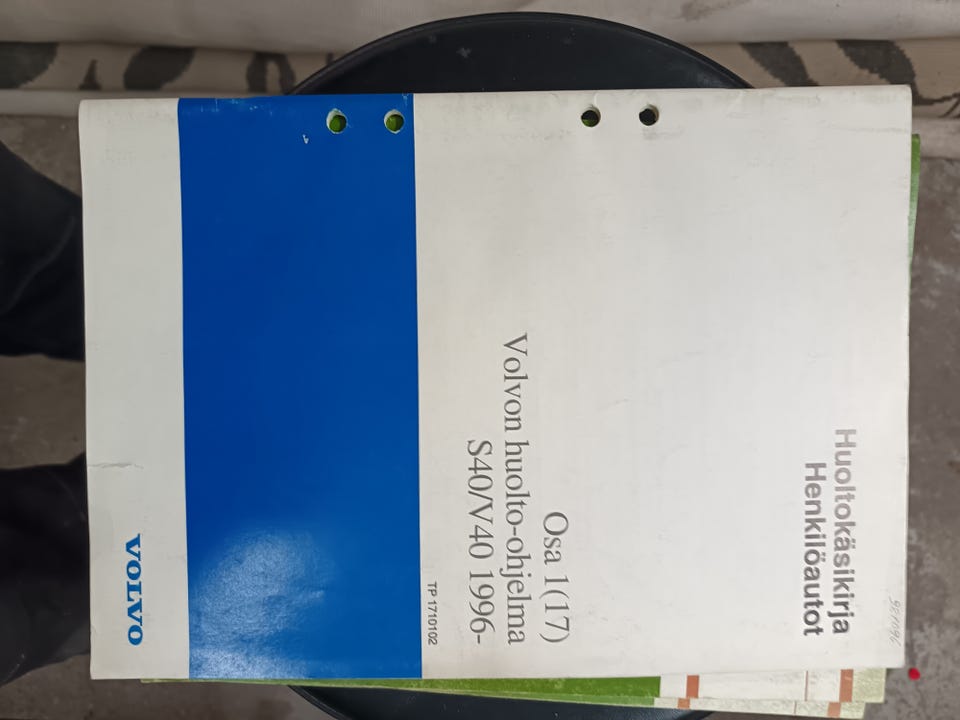 Huoltokäsikirja
Henkilöautot
Osa 1(17)
Volvon huolto-ohjelma
S40/V40 1996-
TP 1710102
VOLVO